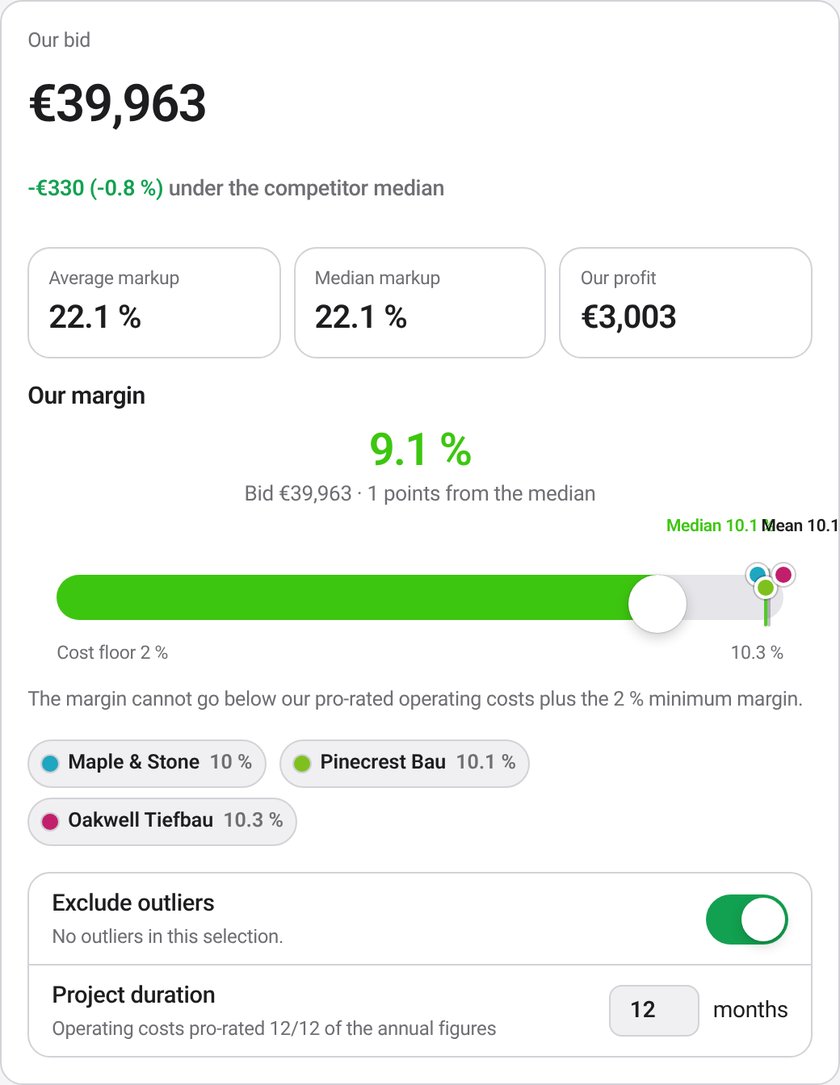 Our bid
€39,963
-€330 (-0.8 %) under the competitor median
Average markup
22.1 %
Median markup
22.1 %
Our profit
€3,003
Our margin
9.1 %
Bid €39,963 · 1 points from the median
Median 10.1 Mean 10.1
Cost floor 2 %
10.3 %
The margin cannot go below our pro-rated operating costs plus the 2 % minimum margin.
Maple & Stone 10 %
Pinecrest Bau 10.1 %
Oakwell Tiefbau 10.3 %
Exclude outliers
No outliers in this selection.
Project duration
Operating costs pro-rated 12/12 of the annual figures
12 months